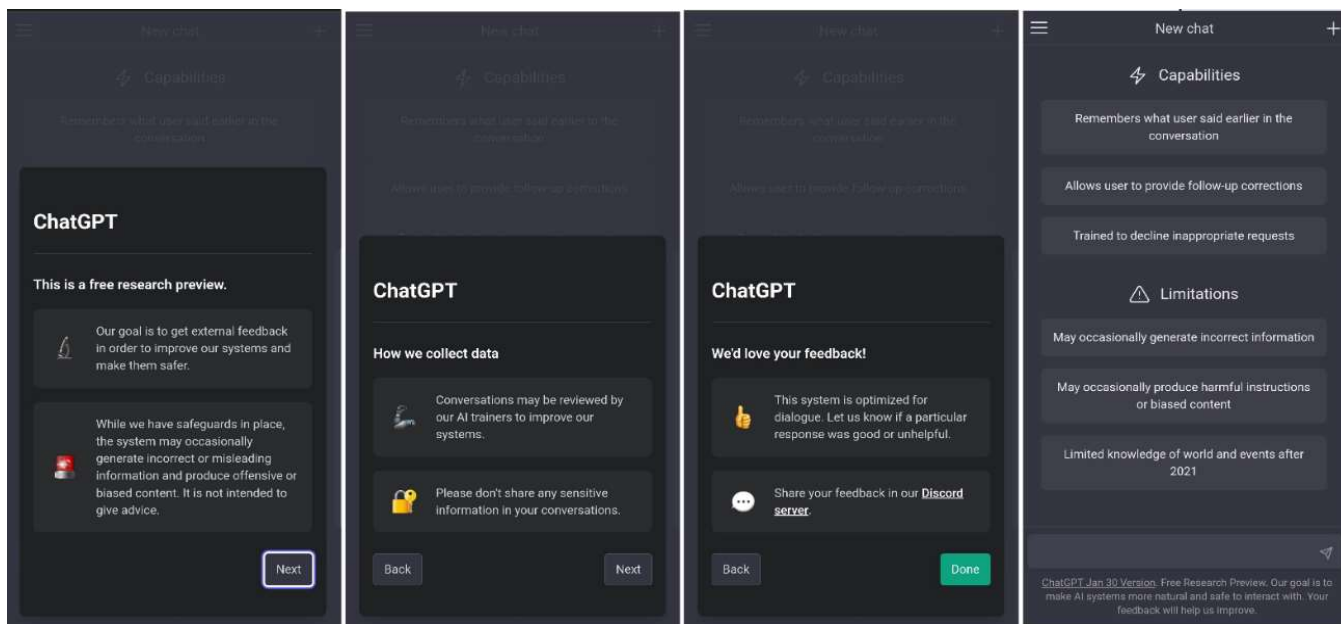 New chat
Capabilities
Remembers what user said earlier in the
conversation
ChatGPT
This is a free research preview.
Our goal is to get external feedback
in order to improve our systems and
make them safer.
While we have safeguards in place,
the system may occasionally
generate incorrect or misleading
information and produce offensive or
biased content. It is not intended to
give advice.
Next
New chat
Capabilities
Remembers what user said earlier in the
conversation
Allows user to provide follow-up corrections
ChatGPT
How we collect data
Conversations may be reviewed by
our AI trainers to improve our
systems.
Please don't share any sensitive
information in your conversations.
Back
Next
New chat
Capabilities
Remembers what user said earlier in the
conversation
Allows user to provide follow-up corrections
ChatGPT
We'd love your feedback!
This system is optimized for
dialogue. Let us know if a particular
response was good or unhelpful.
Share your feedback in our Discord
server.
Back
Done
New chat
Capabilities
Remembers what user said earlier in the
conversation
Allows user to provide follow-up corrections
Trained to decline inappropriate requests
Limitations
May occasionally generate incorrect information
May occasionally produce harmful instructions
or biased content
Limited knowledge of world and events after
2021
ChatGPT Jan 30 Version. Free Research Preview. Our goal is to
make AI systems more natural and safe to interact with. Your
feedback will help us improve.